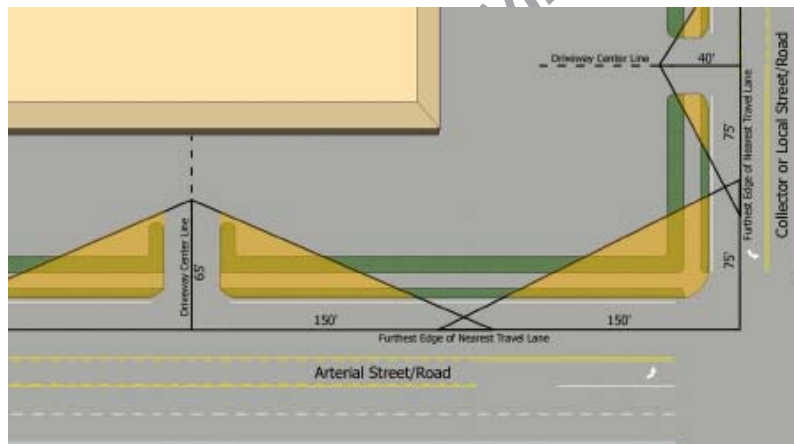 Driveway Center Line
40'
75'
Furthest Edge of Nearest Travel Lane
Collector or Local Street/Road
Driveway Center Line
65'
75'
150'
150'
Furthest Edge of Nearest Travel Lane
Arterial Street/Road